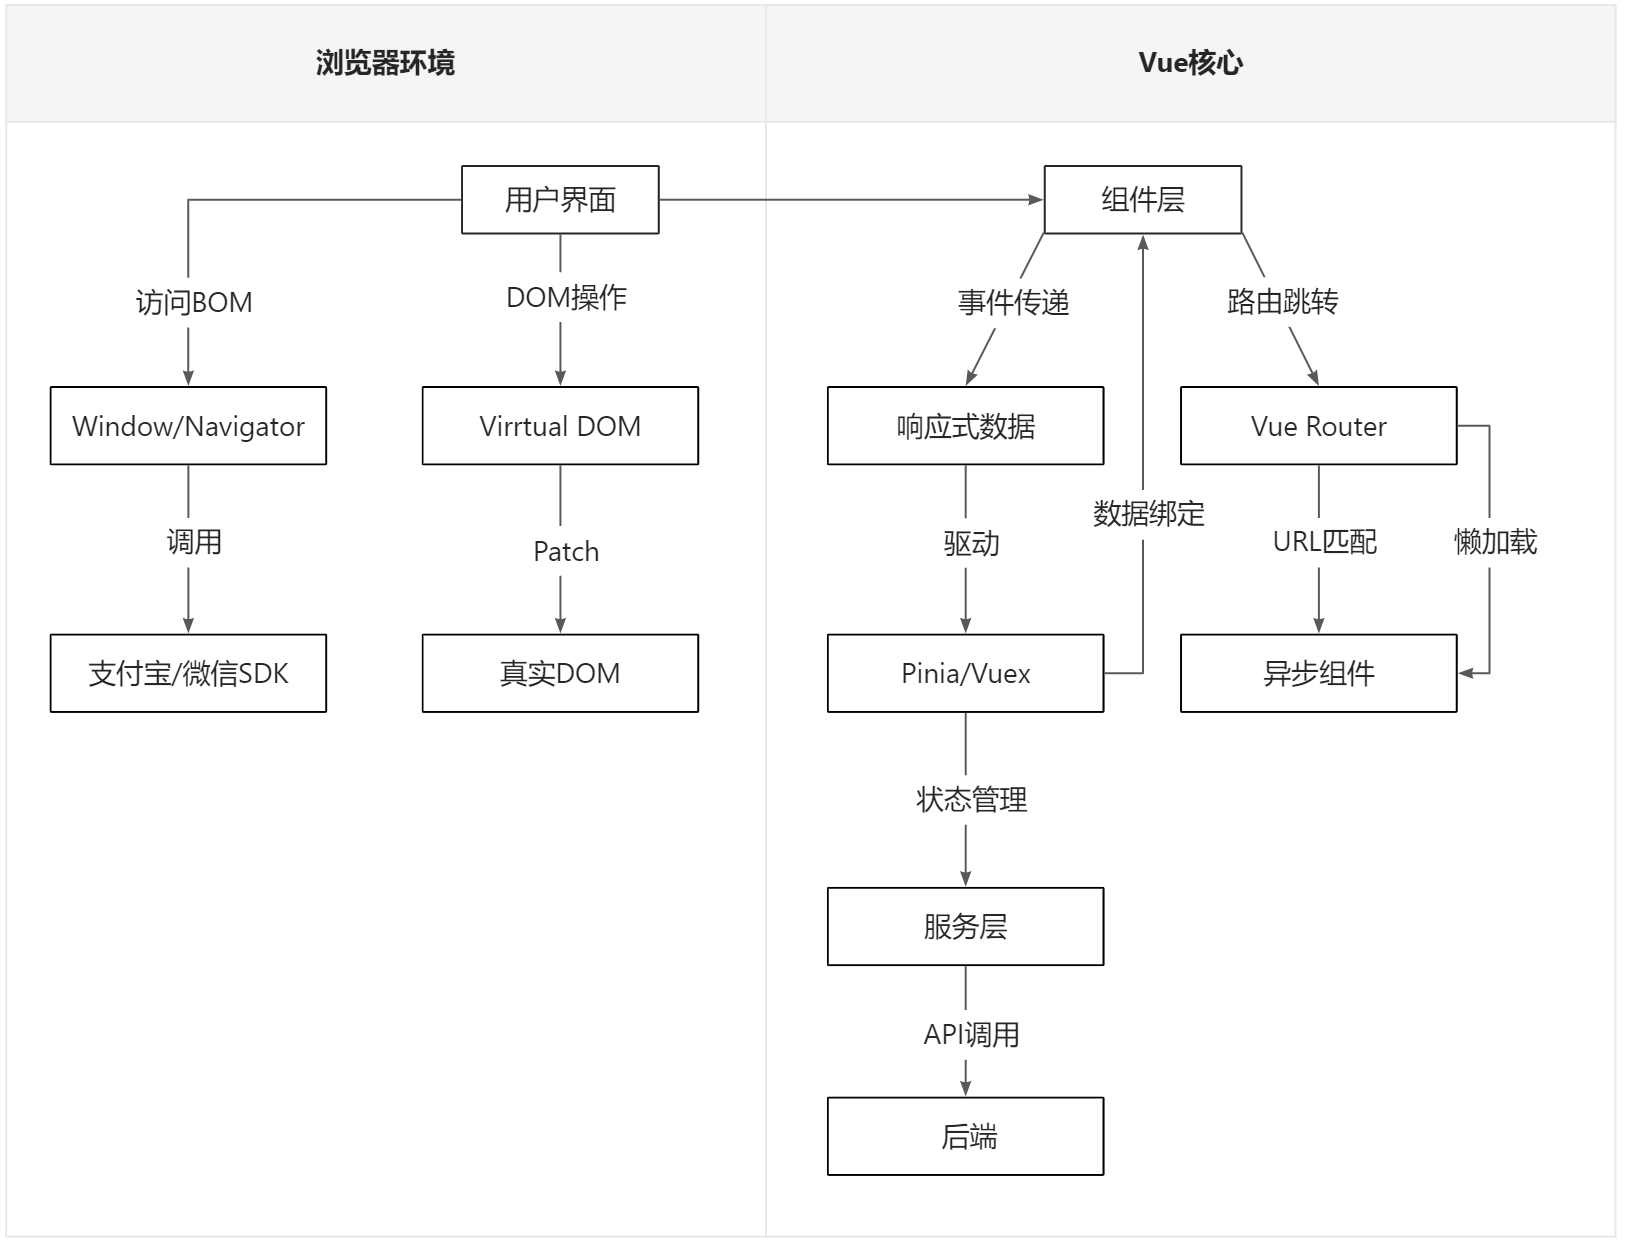 浏览器环境
Vue核心
用户界面
组件层
访问BOM
DOM操作
事件传递
路由跳转
Window/Navigator
Virrtual DOM
响应式数据
Vue Router
数据绑定
调用
Patch
驱动
URL匹配
懒加载
支付宝/微信SDK
真实DOM
Pinia/Vuex
异步组件
状态管理
服务层
API调用
后端